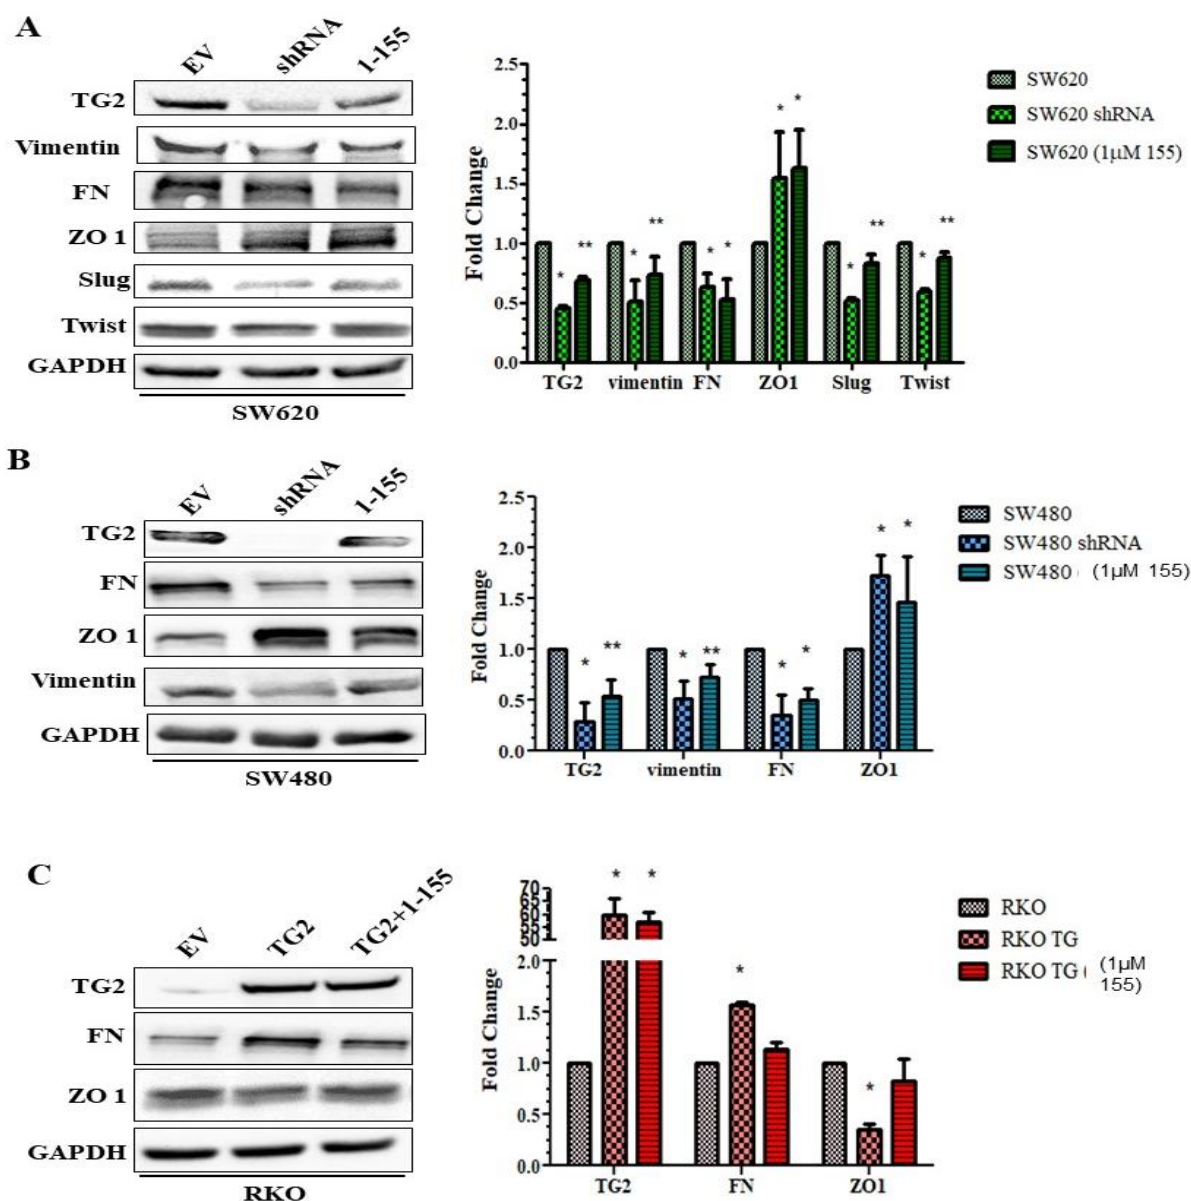 A
EV shRNA 1-155
TG2
Vimentin
FN
ZO 1
Slug
Twist
GAPDH
SW620
Fold Change
2.5
2.0
1.5
1.0
0.5
0.0
* ** * ** * * * * * ** * **
TG2 vimentin FN ZO1 Slug Twist
SW620
SW620 shRNA
SW620 (1µM 155)
B
EV shRNA 1-155
TG2
FN
ZO 1
Vimentin
GAPDH
SW480
Fold Change
2.5
2.0
1.5
1.0
0.5
0.0
* ** * ** * * * *
TG2 vimentin FN ZO1
SW480
SW480 shRNA
SW480 ( (1µM 155)
C
EV TG2 TG2+1-155
TG2
FN
ZO 1
GAPDH
RKO
Fold Change
70
65
60
55
50
2.0
1.5
1.0
0.5
0.0
* * * *
TG2 FN ZO1
RKO
RKO TG
RKO TG ( (1µM
155)